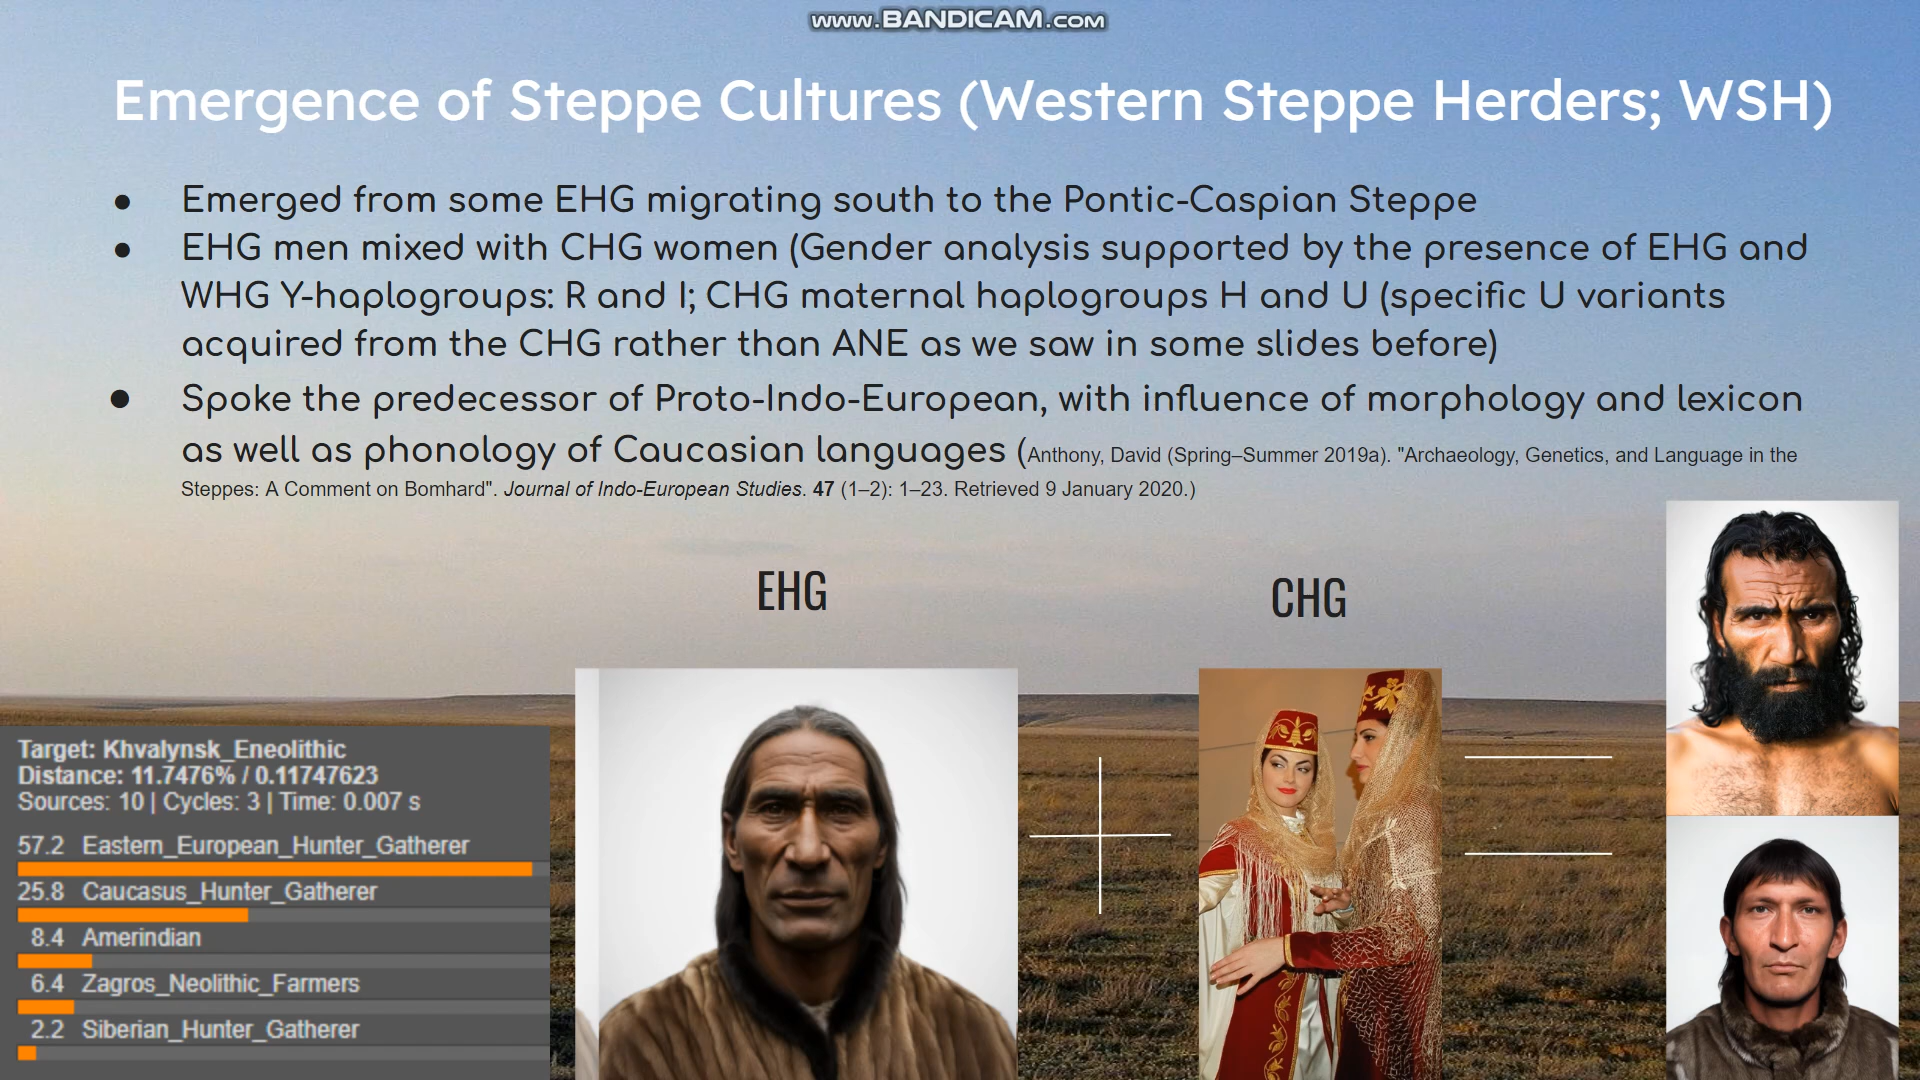 www.BANDICAM.com
Emergence of Steppe Cultures (Western Steppe Herders; WSH)
● Emerged from some EHG migrating south to the Pontic-Caspian Steppe
● EHG men mixed with CHG women (Gender analysis supported by the presence of EHG and
WHG Y-haplogroups: R and I; CHG maternal haplogroups H and U (specific U variants
acquired from the CHG rather than ANE as we saw in some slides before)
● Spoke the predecessor of Proto-Indo-European, with influence of morphology and lexicon
as well as phonology of Caucasian languages (Anthony, David (Spring–Summer 2019a). "Archaeology, Genetics, and Language in the
Steppes: A Comment on Bomhard". Journal of Indo-European Studies. 47 (1–2): 1–23. Retrieved 9 January 2020.)
EHG
CHG
Target: Khvalynsk_Eneolithic
Distance: 11.7476% / 0.11747623
Sources: 10 | Cycles: 3 | Time: 0.007 s
57.2 Eastern_European_Hunter_Gatherer
25.8 Caucasus_Hunter_Gatherer
8.4 Amerindian
6.4 Zagros_Neolithic_Farmers
2.2 Siberian_Hunter_Gatherer